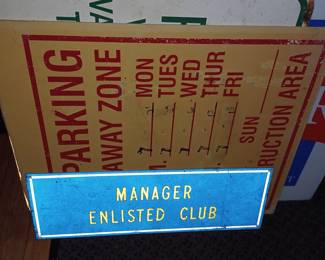 PARKING
AWAY ZONE
MON
TUES
WED
THUR
FRI
SUN
RUCTION AREA
MANAGER
ENLISTED CLUB